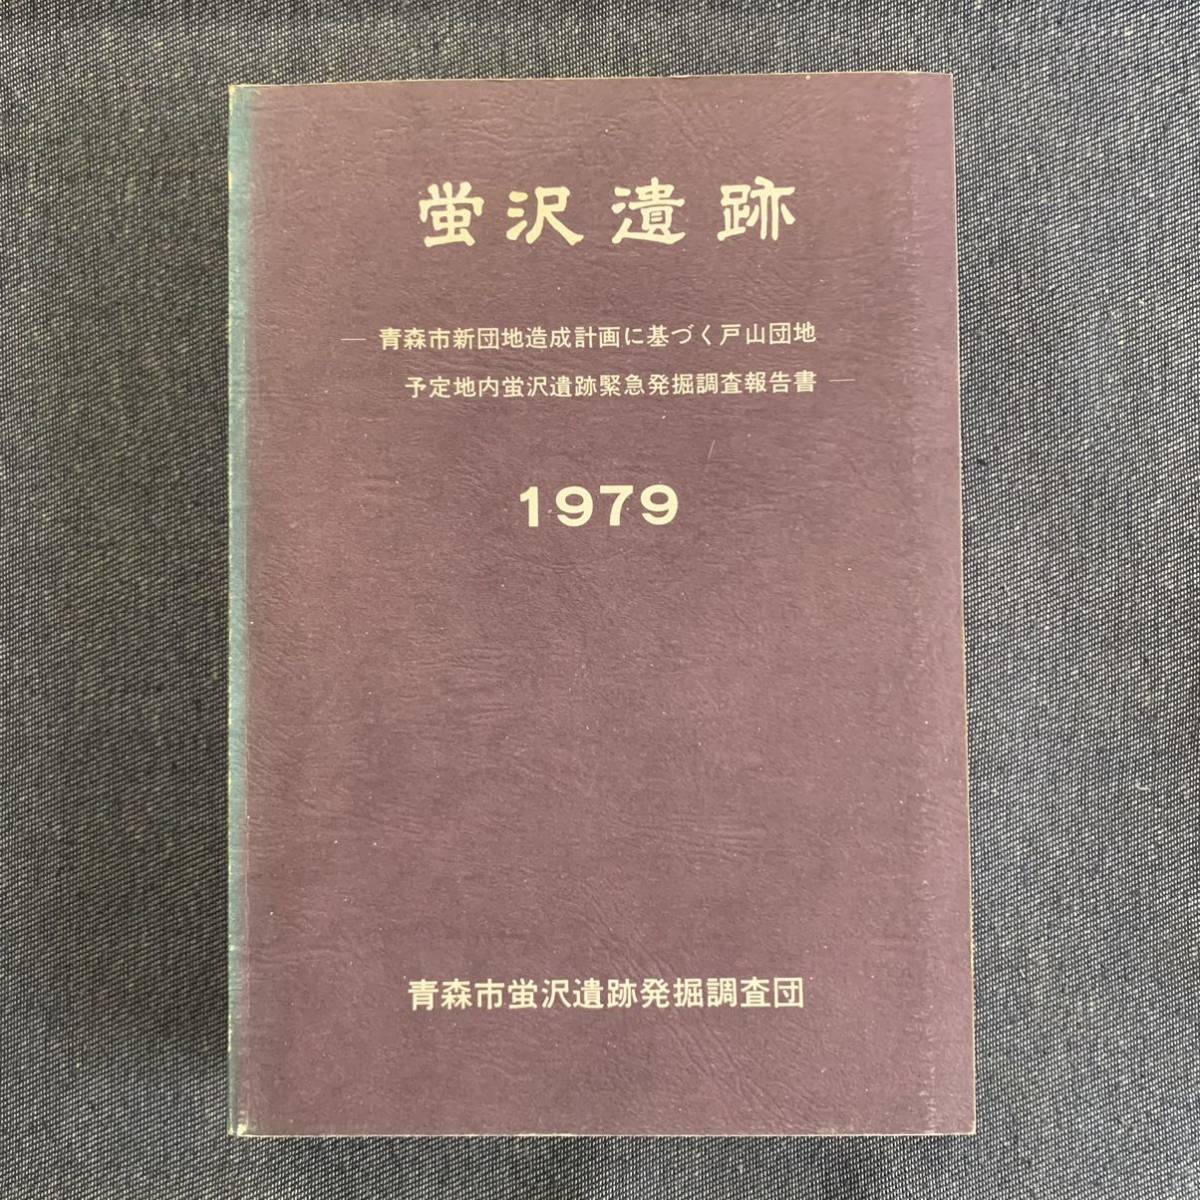 蛍沢遺跡
― 青森市新団地造成計画に基づく戸山団地
予定地内蛍沢遺跡緊急発掘調査報告書 ―
1979
青森市蛍沢遺跡発掘調査団